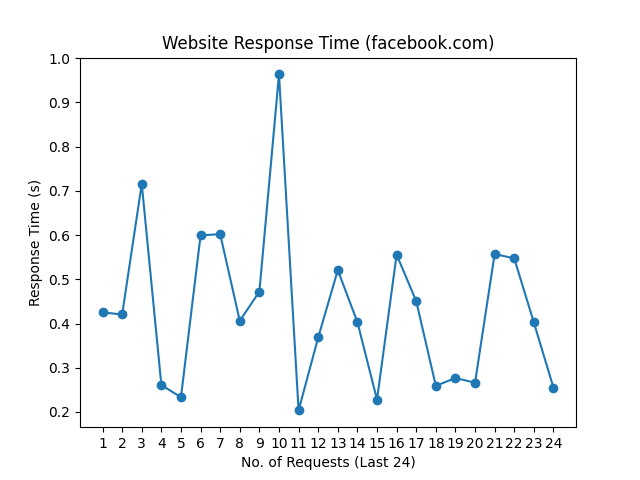 Website Response Time (facebook.com)
1.0
0.9
0.8
0.7
0.6
0.5
0.4
0.3
0.2
Response Time (s)
1 2 3 4 5 6 7 8 9 10 11 12 13 14 15 16 17 18 19 20 21 22 23 24
No. of Requests (Last 24)